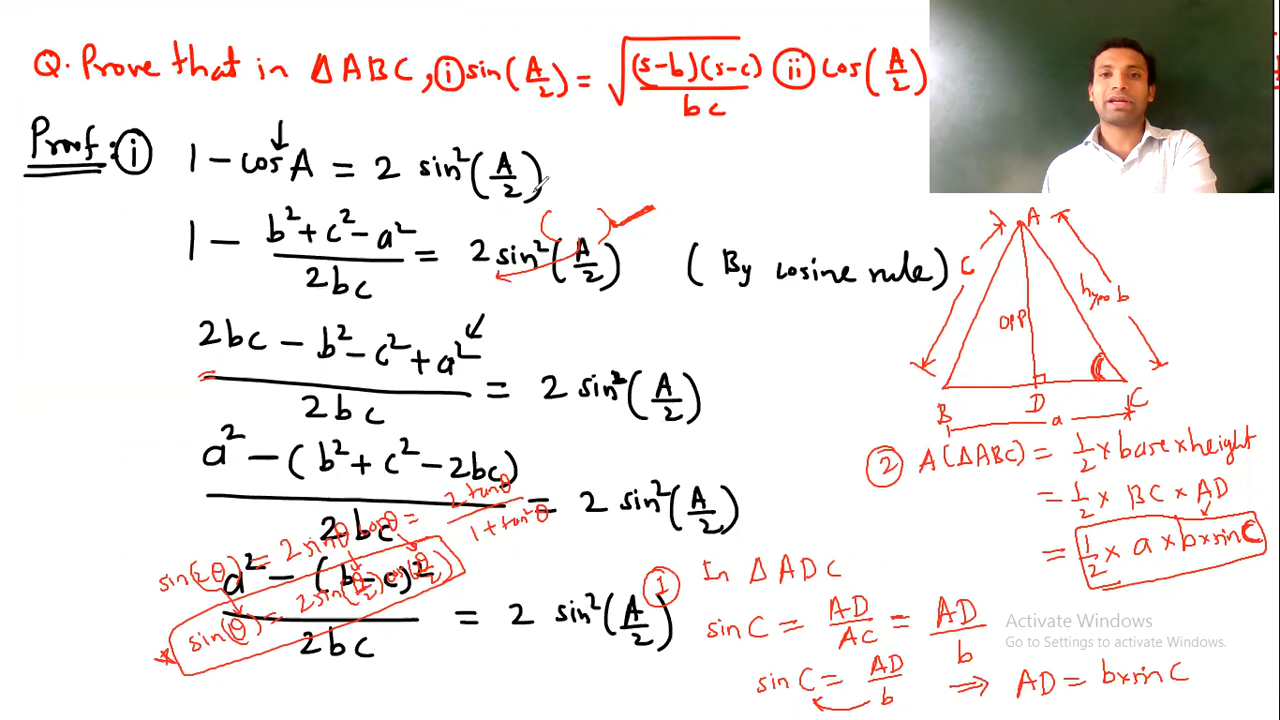 Q. Prove that in ΔABC, (i) sin(A/2) = √((s-b)(s-c)/bc) (ii) cos(A/2)
Proof: (i) 1 - cos A = 2 sin²(A/2)
1 - (b²+c²-a²)/2bc = 2 sin²(A/2) (By cosine rule)
(2bc - b² - c² + a²)/2bc = 2 sin²(A/2)
(a² - (b² + c² - 2bc))/2bc = 2 sin²(A/2)
(a² - (b-c)²)/2bc = 2 sin²(A/2)
sin(2θ) = 2 sinθ cosθ = 2 tanθ/(1+tan²θ)
* sin(θ) = 2 sin(θ/2) cos(θ/2)
A
c
opp
hypo b
B
D
C
a
(1) In ΔADC
sin C = AD/AC = AD/b
sin C = AD/b ⇒ AD = b×sin C
(2) A(ΔABC) = 1/2 × base × height
= 1/2 × BC × AD
= 1/2 × a × b × sin C
Activate Windows
Go to Settings to activate Windows.